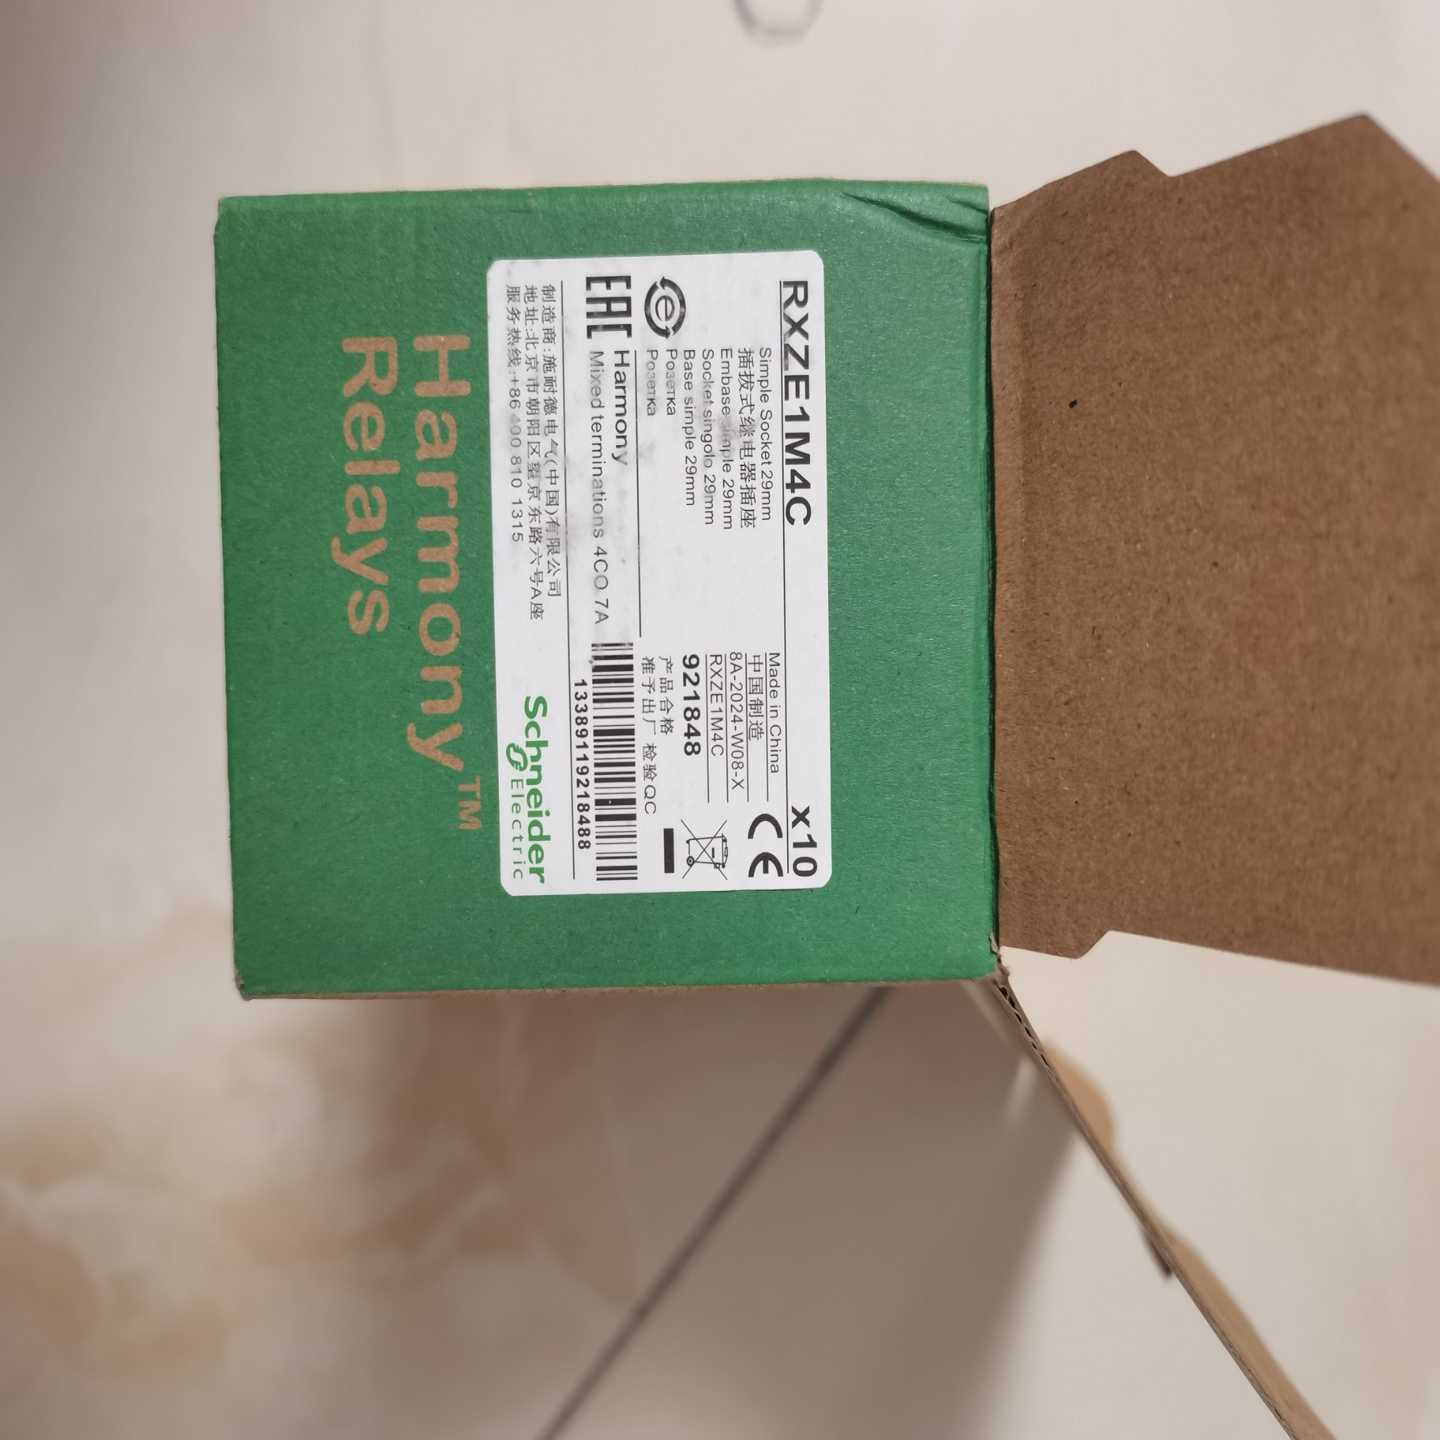 RXZE1M4C
x10
Simple Socket 29mm
插拔式继电器插座
Embase simple 29mm
Socket singolo 29mm
Base simple 29mm
Розетка
Розетка
Made in China
中国制造
8A-2024-W08-X
RXZE1M4C
921848
产品合格
准予出厂 检验QC
CE
EAC
Harmony
Mixed terminations 4CO 7A
13389119218488
制造商:施耐德电气(中国)有限公司
地址:北京市朝阳区望京东路六号A座
服务热线:+86 400 810 1315
Schneider
Electric
Harmony™
Relays